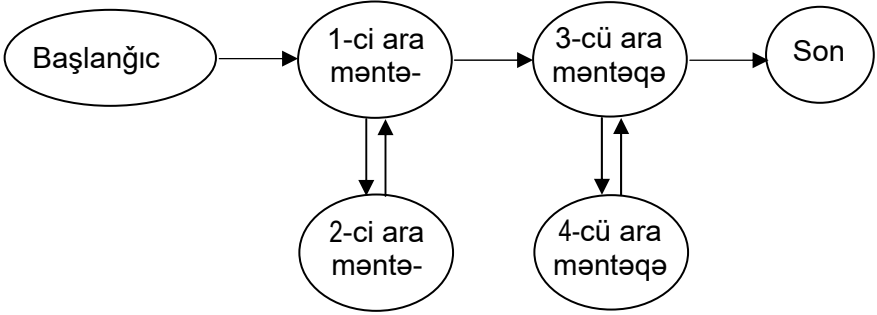 Başlanğıc
1-ci ara
məntə-
3-cü ara
məntəqə
Son
2-ci ara
məntə-
4-cü ara
məntəqə